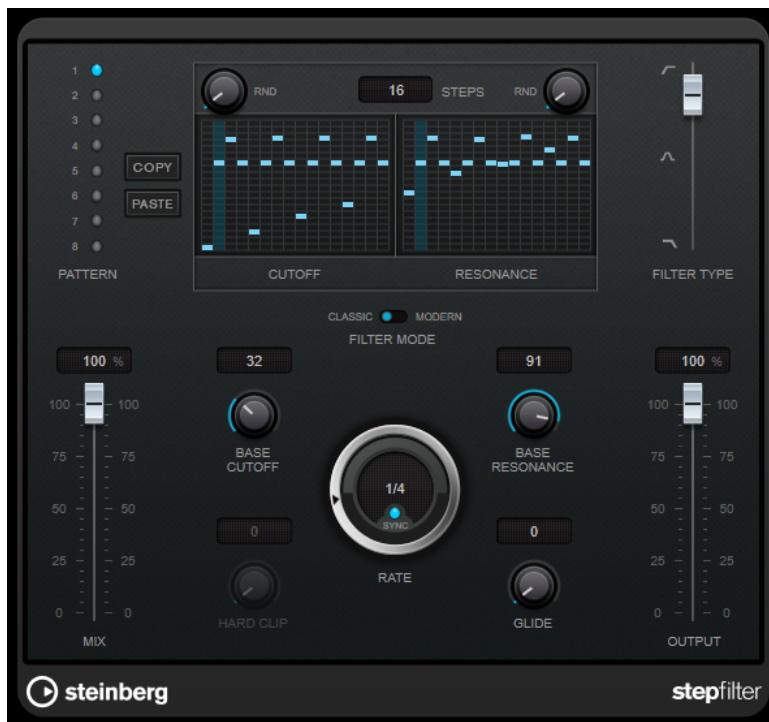 1
2
3
4
5
6
7
8
PATTERN
COPY
PASTE
RND
16
STEPS
RND
CUTOFF
RESONANCE
FILTER TYPE
CLASSIC
MODERN
FILTER MODE
100 %
32
91
100 %
100 100
75 75
50 50
25 25
0 0
MIX
BASE
CUTOFF
0
HARD CLIP
1/4
SYNC
RATE
BASE
RESONANCE
0
GLIDE
100 100
75 75
50 50
25 25
0 0
OUTPUT
steinberg
stepfilter